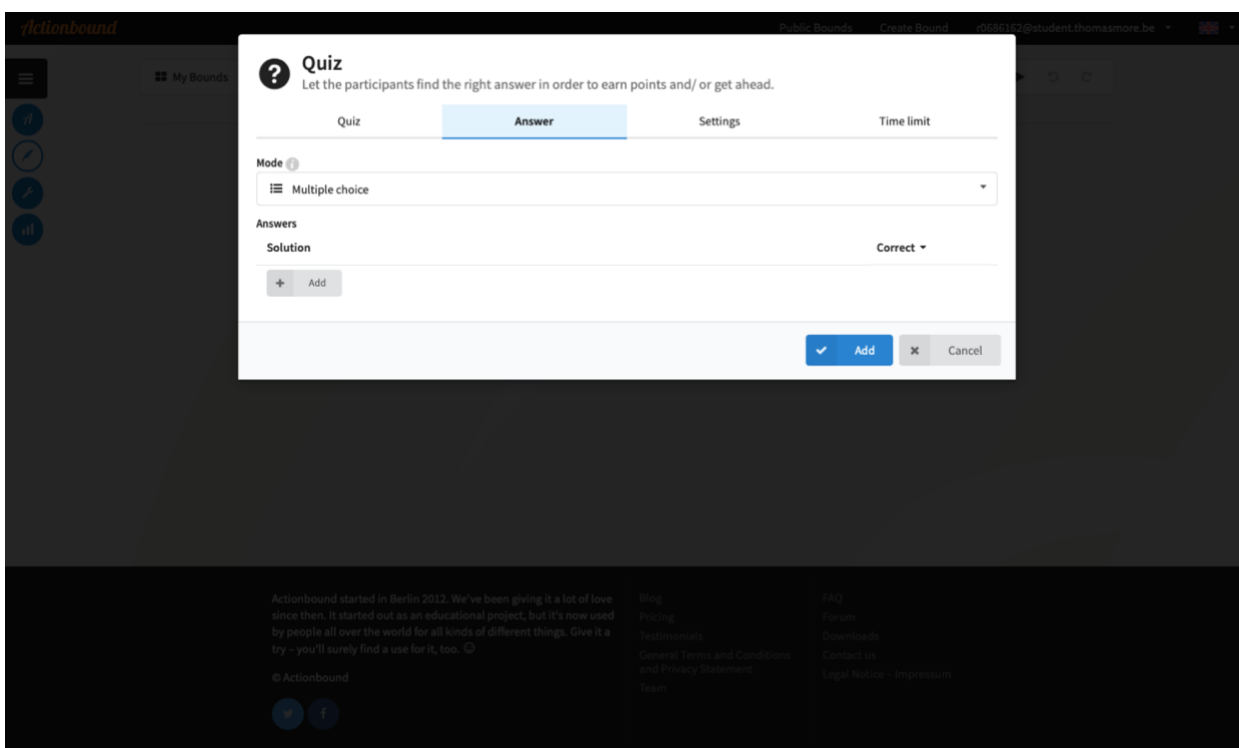 Actionbound
Public Bounds Create Bound r0686162@student.thomasmore.be
My Bounds
Quiz
Let the participants find the right answer in order to earn points and/ or get ahead.
Quiz Answer Settings Time limit
Mode
Multiple choice
Answers
Solution Correct
Add
Add Cancel
Actionbound started in Berlin 2012. We've been giving it a lot of love
since then. It started out as an educational project, but it's now used
by people all over the world for all kinds of different things. Give it a
try – you'll surely find a use for it, too. ☺
© Actionbound
Blog
Pricing
Testimonials
General Terms and Conditions
and Privacy Statement
Team
FAQ
Forum
Downloads
Contact us
Legal Notice – Impressum